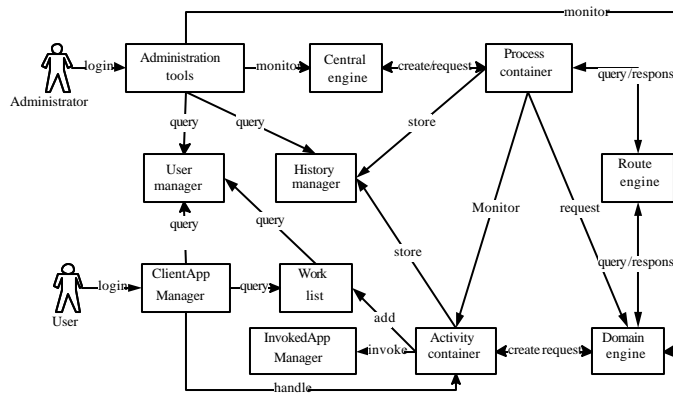 monitor
Administrator
login
Administration
tools
monitor
Central
engine
create/request
Process
container
query/respons
query
query
store
User
manager
History
manager
Route
engine
query
query
Monitor
request
store
query/respons
User
login
ClientApp
Manager
query
Work
list
add
InvokedApp
Manager
invoke
Activity
container
create request
Domain
engine
handle